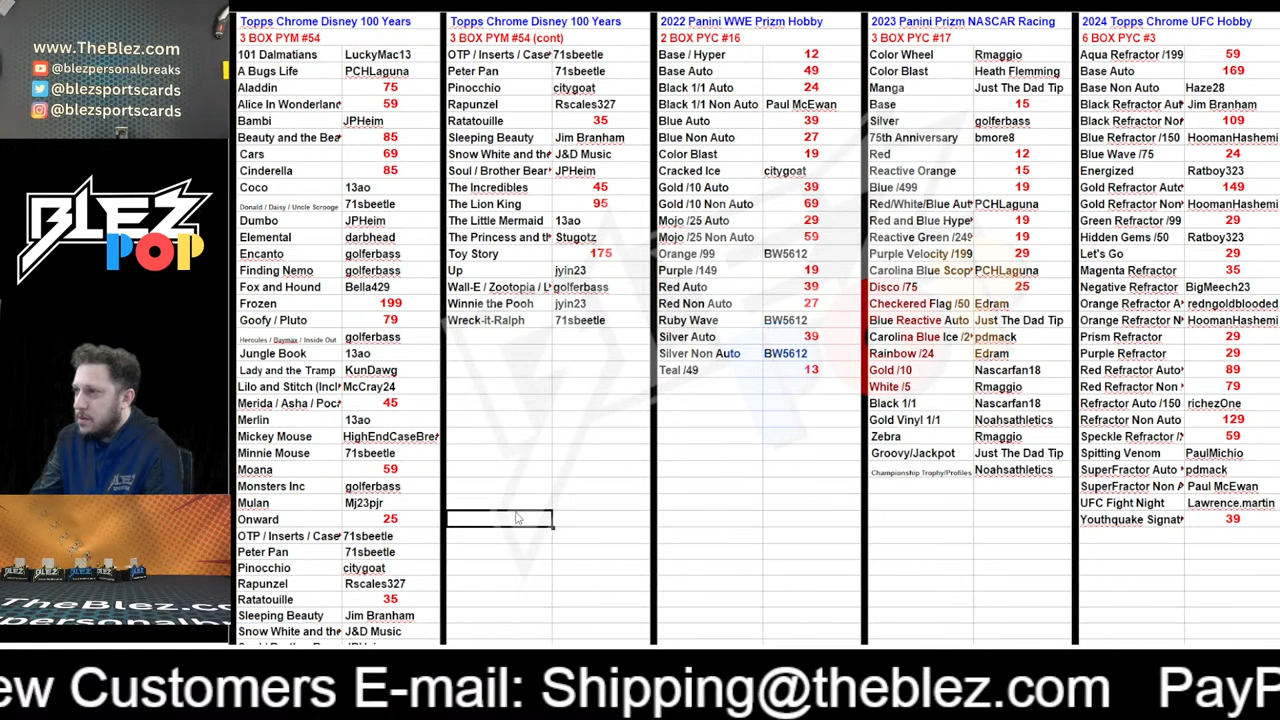 www.TheBlez.com
@blezpersonalbreaks
@blezpersonalbreaks
@blezsportscards
@blezsportscards
BLEZ
POP
TheBlez.co
Topps Chrome Disney 100 Years
3 BOX PYM #54
101 Dalmatians LuckyMac13
A Bugs Life PCHLaguna
Aladdin 75
Alice In Wonderlan 59
Bambi JPHeim
Beauty and the Bea 85
Cars 69
Cinderella 85
Coco 13ao
Donald / Daisy / Uncle Scrooge 71sbeetle
Dumbo JPHeim
Elemental darbhead
Encanto golferbass
Finding Nemo golferbass
Fox and Hound Bella429
Frozen 199
Goofy / Pluto 79
Hercules / Baymax / Inside Out golferbass
Jungle Book 13ao
Lady and the Tramp KunDawg
Lilo and Stitch (Incl McCray24
Merida / Asha / Poc 45
Merlin 13ao
Mickey Mouse HighEndCaseBre
Minnie Mouse 71sbeetle
Moana 59
Monsters Inc golferbass
Mulan Mj23pjr
Onward 25
OTP / Inserts / Case 71sbeetle
Peter Pan 71sbeetle
Pinocchio citygoat
Rapunzel Rscales327
Ratatouille 35
Sleeping Beauty Jim Branham
Snow White and the J&D Music
Topps Chrome Disney 100 Years
3 BOX PYM #54 (cont)
OTP / Inserts / Case 71sbeetle
Peter Pan 71sbeetle
Pinocchio citygoat
Rapunzel Rscales327
Ratatouille 35
Sleeping Beauty Jim Branham
Snow White and the J&D Music
Soul / Brother Bear JPHeim
The Incredibles 45
The Lion King 95
The Little Mermaid 13ao
The Princess and th Stugotz
Toy Story 175
Up jyin23
Wall-E / Zootopia / L golferbass
Winnie the Pooh jyin23
Wreck-it-Ralph 71sbeetle
2022 Panini WWE Prizm Hobby
2 BOX PYC #16
Base / Hyper 12
Base Auto 49
Black 1/1 Auto 24
Black 1/1 Non Auto Paul McEwan
Blue Auto 39
Blue Non Auto 27
Color Blast 19
Cracked Ice citygoat
Gold /10 Auto 39
Gold /10 Non Auto 69
Mojo /25 Auto 29
Mojo /25 Non Auto 59
Orange /99 BW5612
Purple /149 19
Red Auto 39
Red Non Auto 27
Ruby Wave BW5612
Silver Auto 39
Silver Non Auto BW5612
Teal /49 13
2023 Panini Prizm NASCAR Racing
3 BOX PYC #17
Color Wheel Rmaggio
Color Blast Heath Flemming
Manga Just The Dad Tip
Base 15
Silver golferbass
75th Anniversary bmore8
Red 12
Reactive Orange 15
Blue /499 19
Red/White/Blue Aut PCHLaguna
Red and Blue Hype 19
Reactive Green /249 19
Purple Velocity /199 29
Carolina Blue Scop PCHLaguna
Disco /75 25
Checkered Flag /50 Edram
Blue Reactive Auto Just The Dad Tip
Carolina Blue Ice /2 pdmack
Rainbow /24 Edram
Gold /10 Nascarfan18
White /5 Rmaggio
Black 1/1 Nascarfan18
Gold Vinyl 1/1 Noahsathletics
Zebra Rmaggio
Groovy/Jackpot Just The Dad Tip
Championship Trophy/Profiles Noahsathletics
2024 Topps Chrome UFC Hobby
6 BOX PYC #3
Aqua Refractor /199 59
Base Auto 169
Base Non Auto Haze28
Black Refractor Aut Jim Branham
Black Refractor Nor 109
Blue Refractor /150 HoomanHashemi
Blue Wave /75 24
Energized Ratboy323
Gold Refractor Auto 149
Gold Refractor Non HoomanHashemi
Green Refractor /99 29
Hidden Gems /50 Ratboy323
Let's Go 29
Magenta Refractor 35
Negative Refractor BigMeech23
Orange Refractor A redngoldblooded
Orange Refractor N HoomanHashemi
Prism Refractor 29
Purple Refractor 29
Red Refractor Auto 89
Red Refractor Non 79
Refractor Auto /150 richezOne
Refractor Non Auto 129
Speckle Refractor / 59
Spitting Venom PaulMichio
SuperFractor Auto pdmack
SuperFractor Non A Paul McEwan
UFC Fight Night Lawrence.martin
Youthquake Signat 39
ew Customers E-mail: Shipping@theblez.com PayP